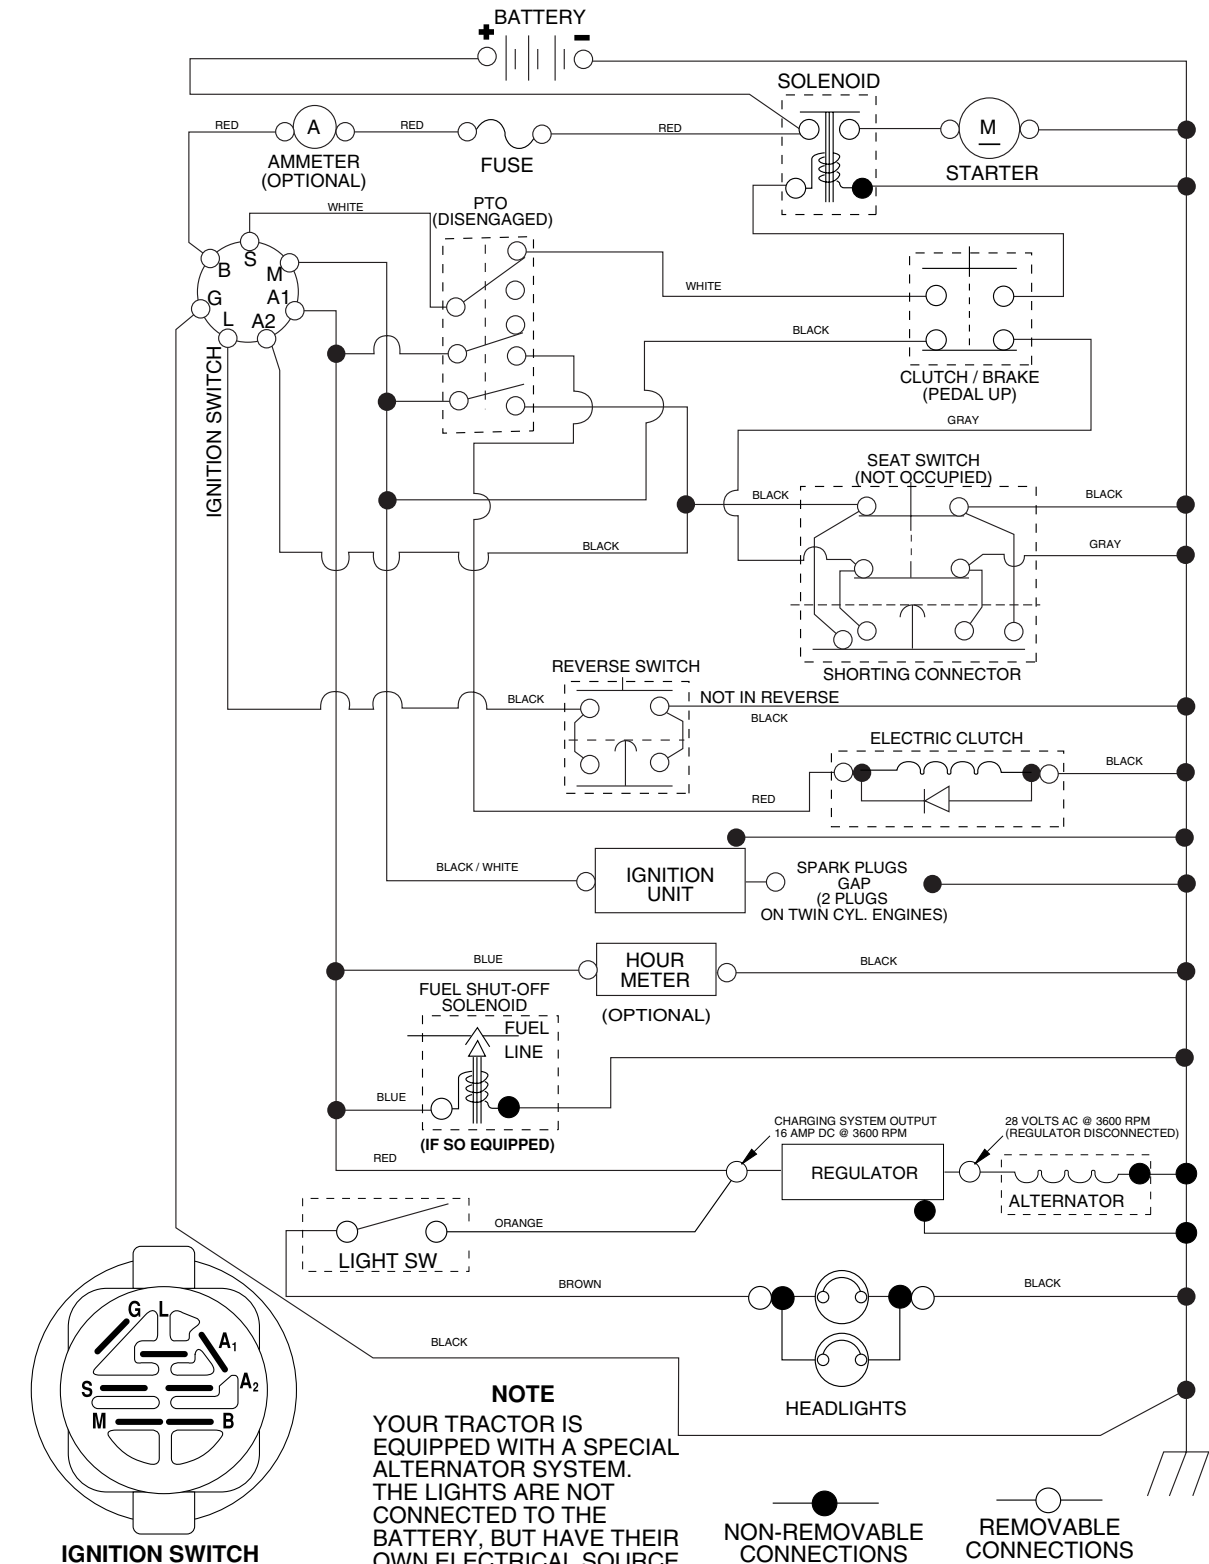 BATTERY
+ −
SOLENOID
RED
A
RED
RED
M
AMMETER
(OPTIONAL)
FUSE
STARTER
WHITE
PTO
(DISENGAGED)
B
S
M
G
A1
L
A2
IGNITION SWITCH
WHITE
BLACK
CLUTCH / BRAKE
(PEDAL UP)
GRAY
SEAT SWITCH
(NOT OCCUPIED)
BLACK
BLACK
BLACK
GRAY
SHORTING CONNECTOR
REVERSE SWITCH
BLACK
NOT IN REVERSE
BLACK
ELECTRIC CLUTCH
BLACK
RED
BLACK / WHITE
IGNITION
UNIT
SPARK PLUGS
GAP
(2 PLUGS
ON TWIN CYL. ENGINES)
BLUE
HOUR
METER
BLACK
(OPTIONAL)
FUEL SHUT-OFF
SOLENOID
FUEL
LINE
BLUE
(IF SO EQUIPPED)
CHARGING SYSTEM OUTPUT
16 AMP DC @ 3600 RPM
28 VOLTS AC @ 3600 RPM
(REGULATOR DISCONNECTED)
RED
REGULATOR
ALTERNATOR
ORANGE
LIGHT SW
BROWN
BLACK
BLACK
HEADLIGHTS
G L
A1
S
A2
M
B
IGNITION SWITCH
NOTE
YOUR TRACTOR IS
EQUIPPED WITH A SPECIAL
ALTERNATOR SYSTEM.
THE LIGHTS ARE NOT
CONNECTED TO THE
BATTERY, BUT HAVE THEIR
OWN ELECTRICAL SOURCE
NON-REMOVABLE
CONNECTIONS
REMOVABLE
CONNECTIONS